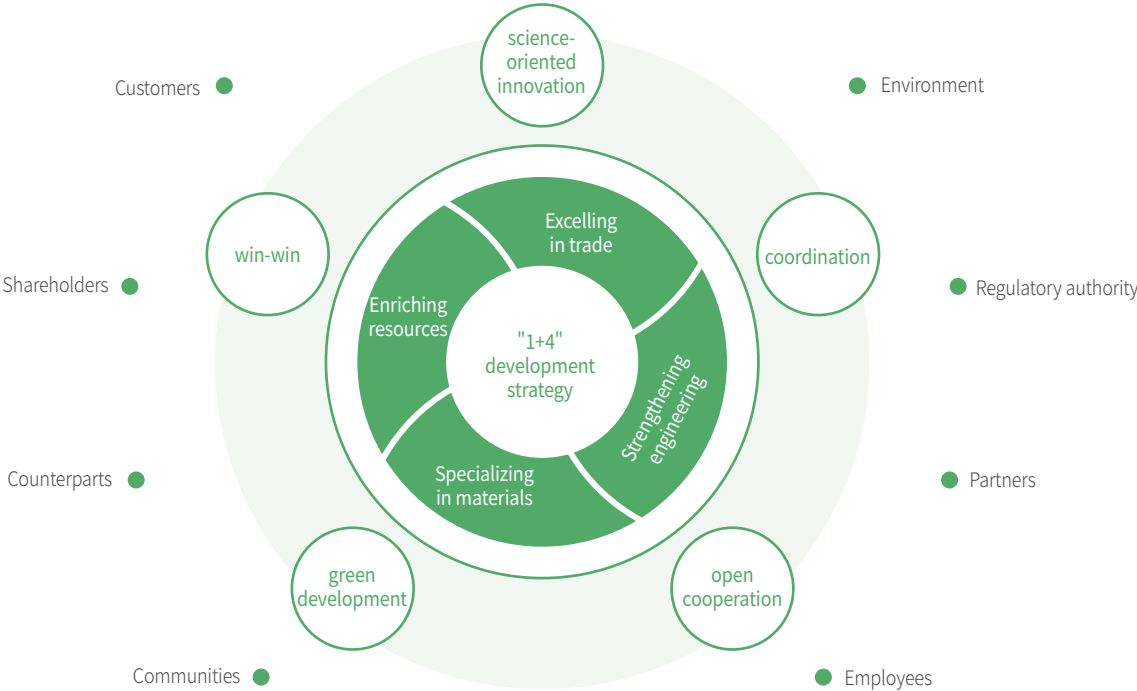 science-
oriented
innovation
Customers
Environment
Excelling
in trade
win-win
coordination
Shareholders
Regulatory authority
Enriching
resources
"1+4"
development
strategy
Strengthening
engineering
Specializing
in materials
Counterparts
Partners
green
development
open
cooperation
Communities
Employees